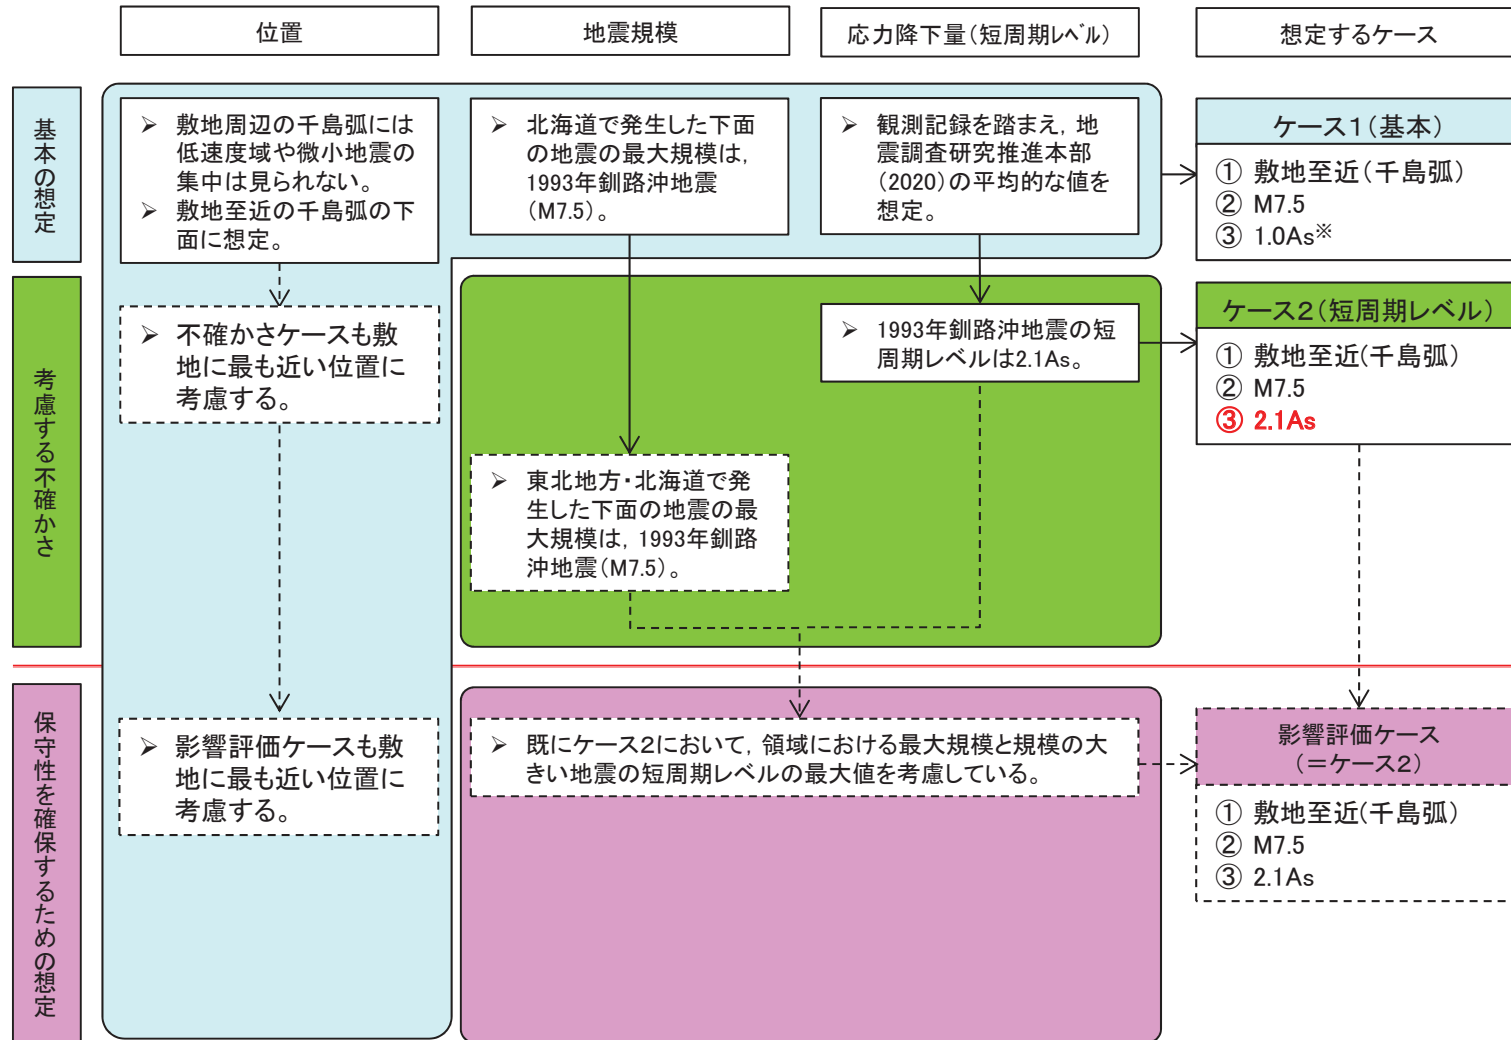 位置
地震規模
応力降下量(短周期ﾚﾍﾞﾙ)
想定するケース
基本の想定
➢ 敷地周辺の千島弧には
低速度域や微小地震の
集中は見られない。
➢ 敷地至近の千島弧の下
面に想定。
➢ 北海道で発生した下面
の地震の最大規模は,
1993年釧路沖地震
(M7.5)。
➢ 観測記録を踏まえ,地
震調査研究推進本部
(2020)の平均的な値を
想定。
ケース1(基本)
① 敷地至近(千島弧)
② M7.5
③ 1.0As※
考慮する不確かさ
➢ 不確かさケースも敷
地に最も近い位置に
考慮する。
➢ 東北地方・北海道で発
生した下面の地震の最
大規模は,1993年釧路
沖地震(M7.5)。
➢ 1993年釧路沖地震の短
周期レベルは2.1As。
ケース2(短周期レベル)
① 敷地至近(千島弧)
② M7.5
③ 2.1As
保守性を確保するための想定
➢ 影響評価ケースも敷
地に最も近い位置に
考慮する。
➢ 既にケース2において,領域における最大規模と規模の大
きい地震の短周期レベルの最大値を考慮している。
影響評価ケース
(=ケース2)
① 敷地至近(千島弧)
② M7.5
③ 2.1As